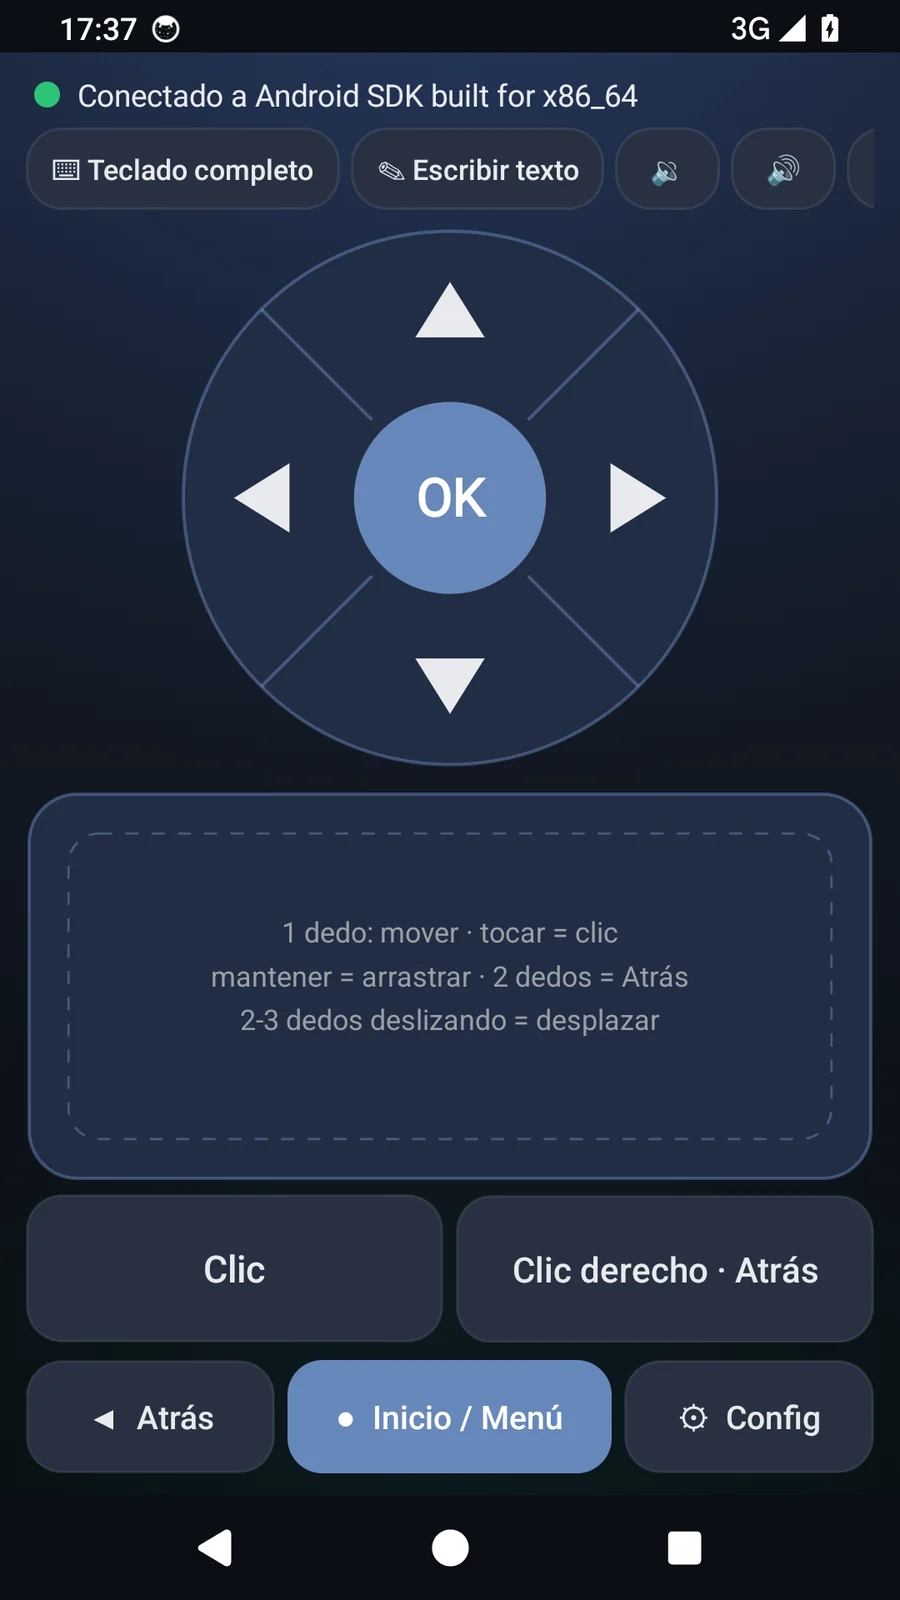 17:37
3G
Conectado a Android SDK built for x86_64
Teclado completo
Escribir texto
OK
1 dedo: mover · tocar = clic
mantener = arrastrar · 2 dedos = Atrás
2-3 dedos deslizando = desplazar
Clic
Clic derecho · Atrás
Atrás
Inicio / Menú
Config